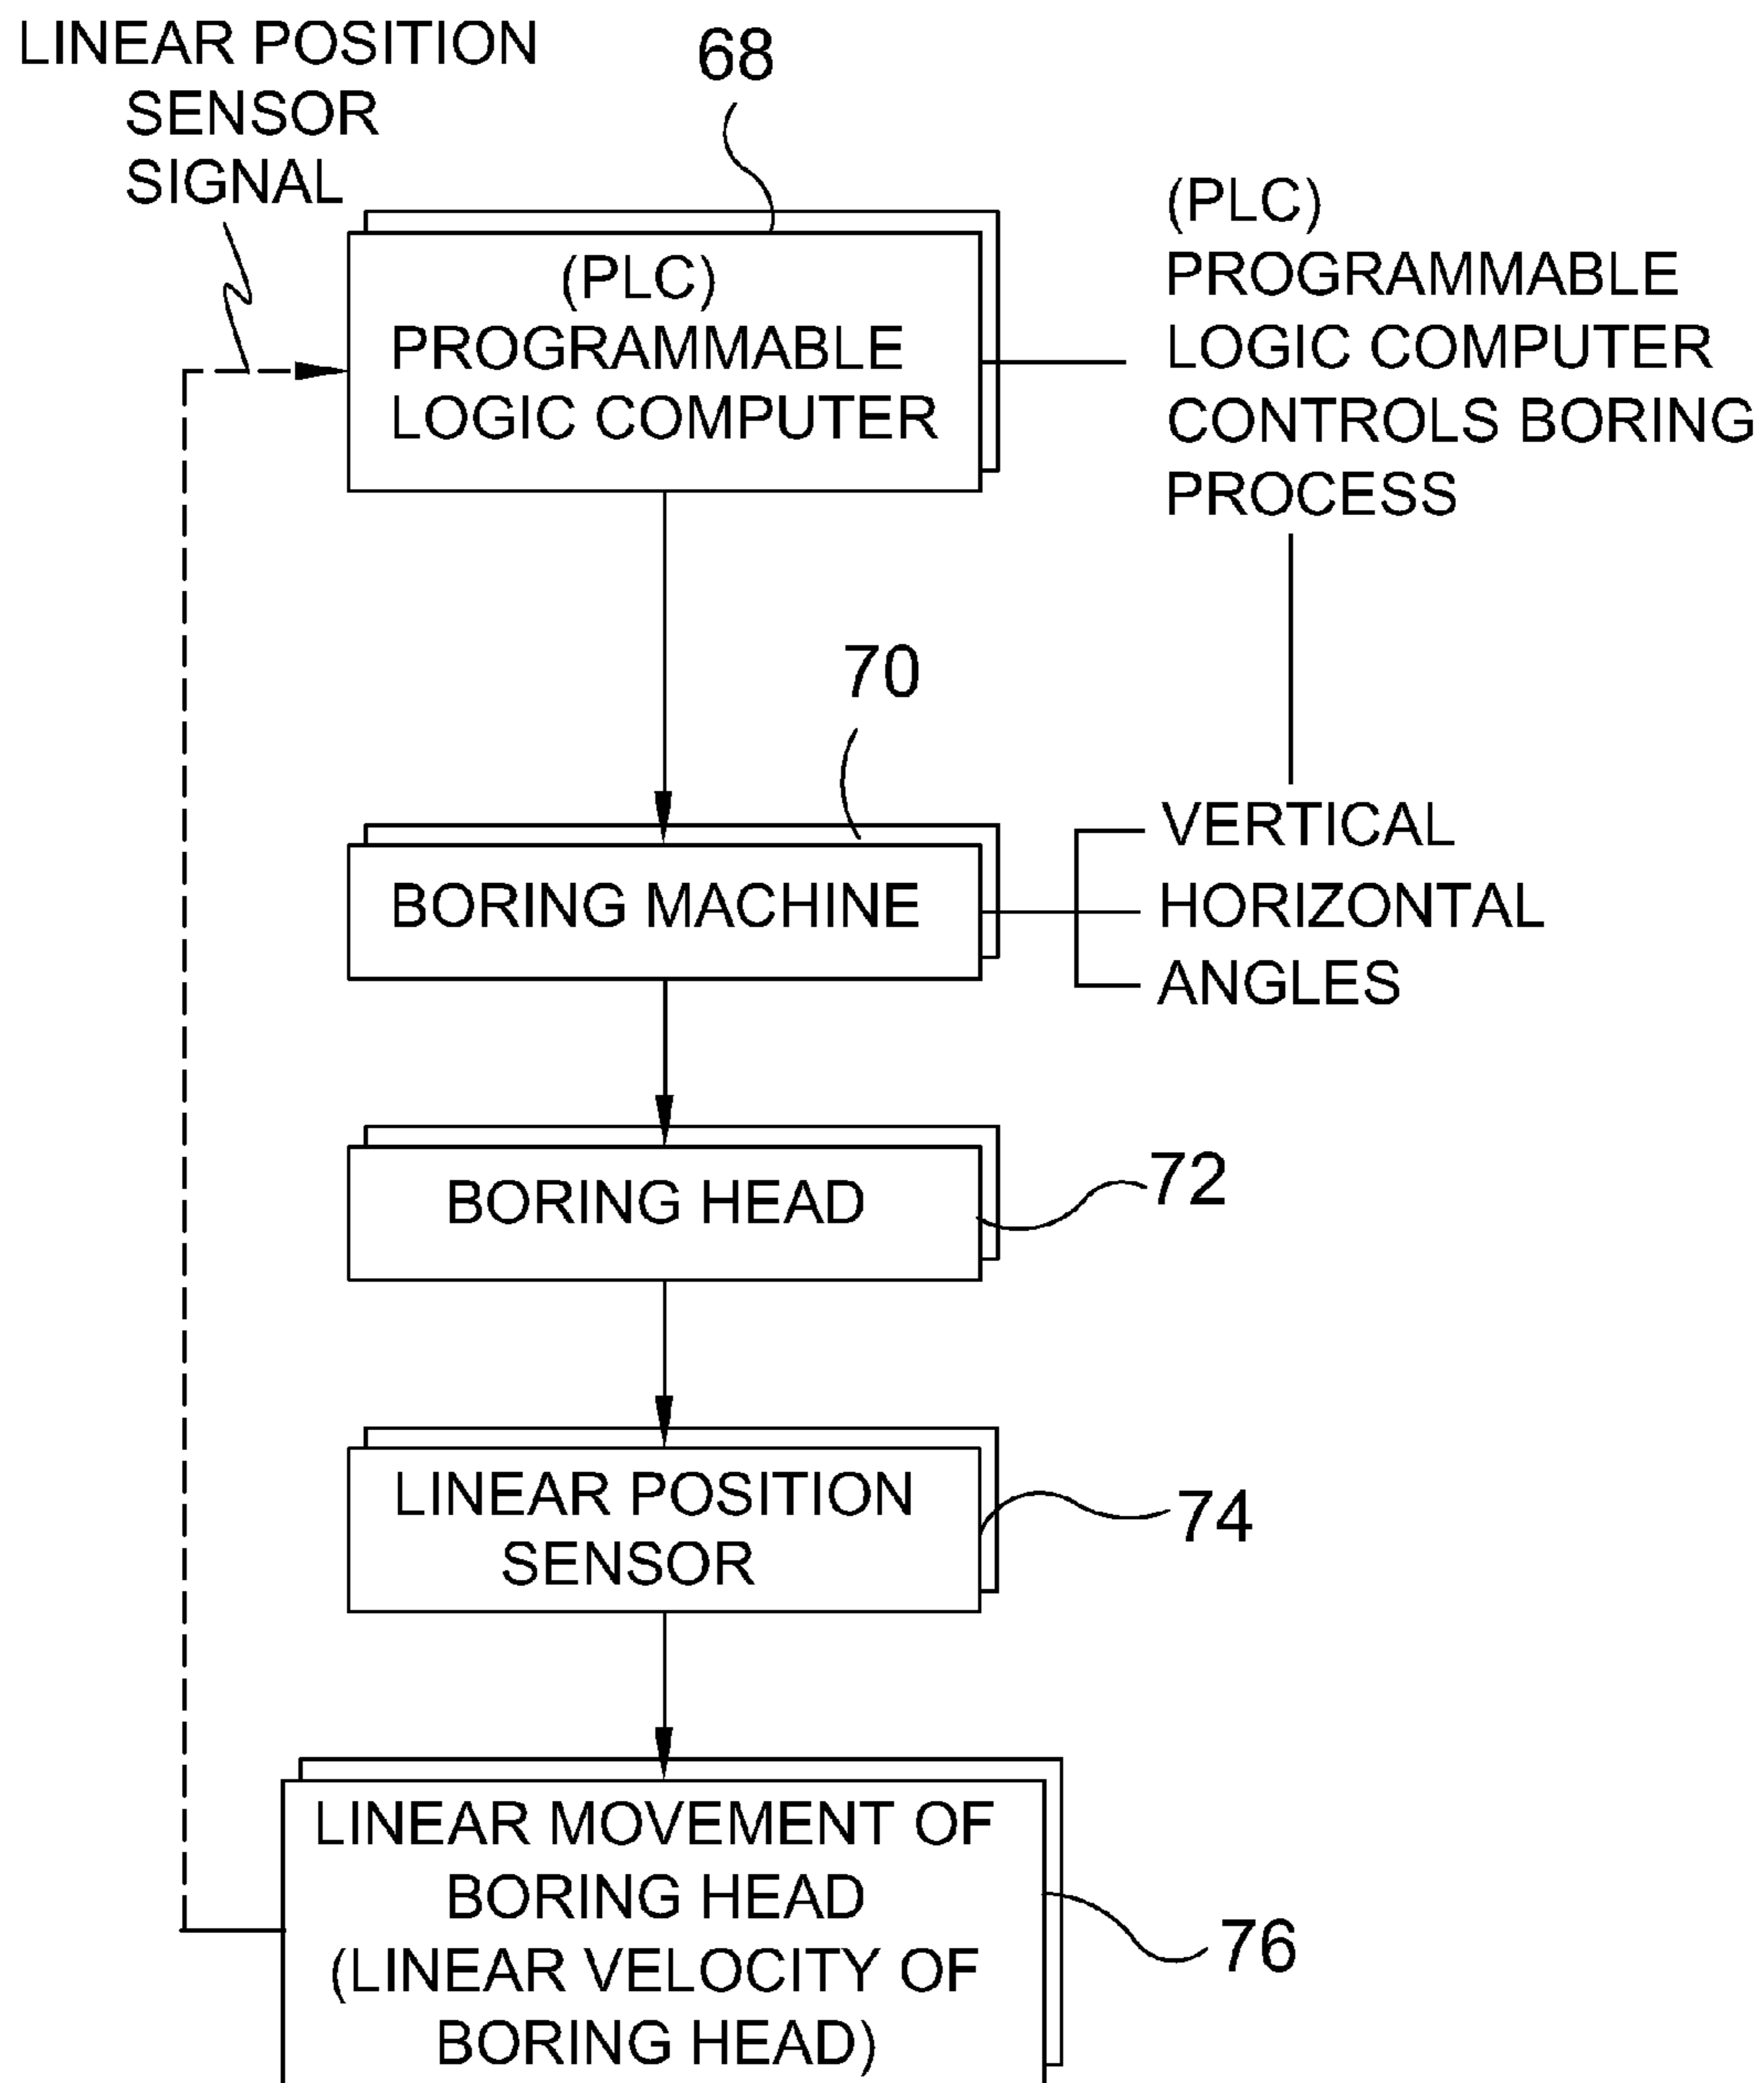 LINEAR POSITION
SENSOR
SIGNAL
68
(PLC)
PROGRAMMABLE
LOGIC COMPUTER
(PLC)
PROGRAMMABLE
LOGIC COMPUTER
CONTROLS BORING
PROCESS
70
BORING MACHINE
VERTICAL
HORIZONTAL
ANGLES
BORING HEAD
72
LINEAR POSITION
SENSOR
74
LINEAR MOVEMENT OF
BORING HEAD
(LINEAR VELOCITY OF
BORING HEAD)
76